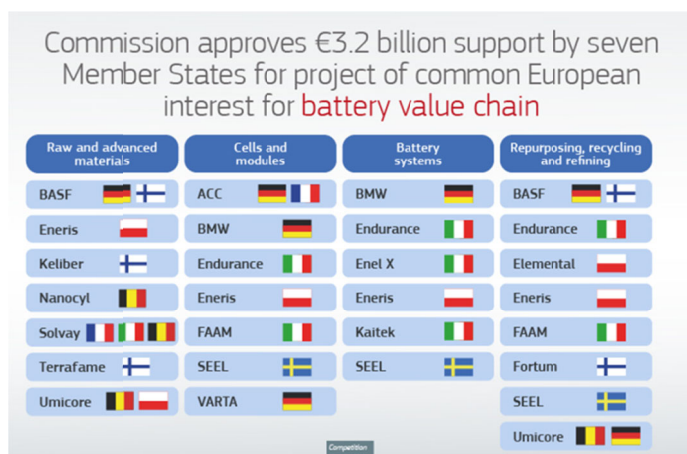 Commission approves €3.2 billion support by seven
Member States for project of common European
interest for battery value chain
Raw and advanced
materials
BASF
Eneris
Keliber
Nanocyl
Solvay
Terrafame
Umicore
Cells and
modules
ACC
BMW
Endurance
Eneris
FAAM
SEEL
VARTA
Battery
systems
BMW
Endurance
Enel X
Eneris
Kaitek
SEEL
Repurposing, recycling
and refining
BASF
Endurance
Elemental
Eneris
FAAM
Fortum
SEEL
Umicore
Competition